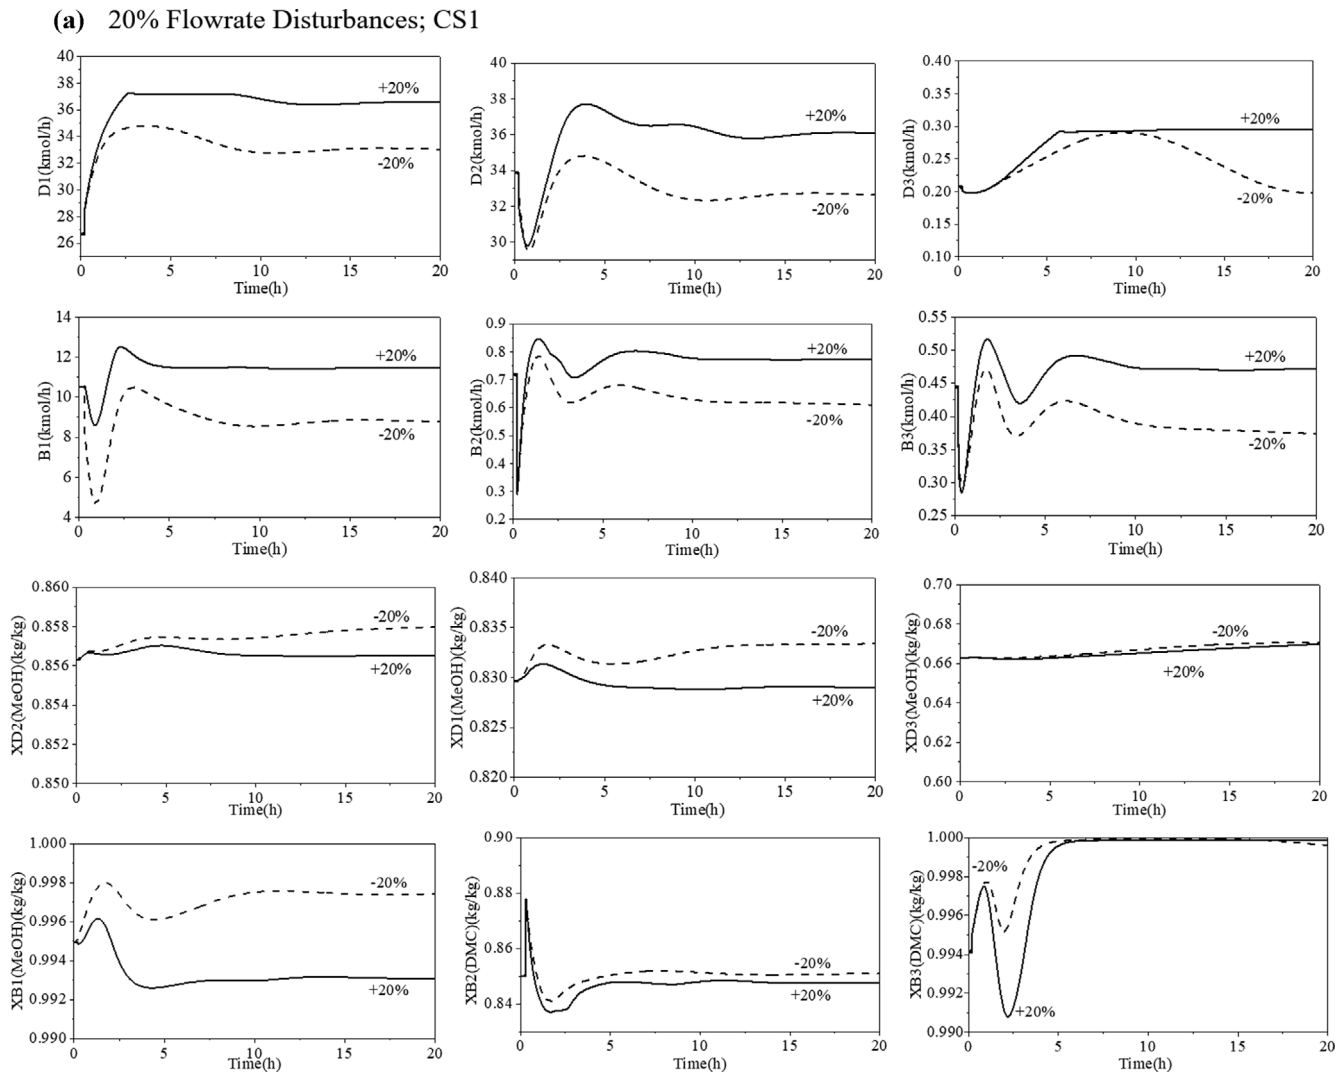 (a) 20% Flowrate Disturbances; CS1
40
38
36
34
32
30
28
26
D1(kmol/h)
+20%
-20%
0 5 10 15 20
Time(h)
40
38
36
34
32
30
D2(kmol/h)
+20%
-20%
0 5 10 15 20
Time(h)
0.40
0.35
0.30
0.25
0.20
0.15
0.10
D3(kmol/h)
+20%
-20%
0 5 10 15 20
Time(h)
14
12
10
8
6
4
B1(kmol/h)
+20%
-20%
0 5 10 15 20
Time(h)
0.9
0.8
0.7
0.6
0.5
0.4
0.3
0.2
B2(kmol/h)
+20%
-20%
0 5 10 15 20
Time(h)
0.55
0.50
0.45
0.40
0.35
0.30
0.25
B3(kmol/h)
+20%
-20%
0 5 10 15 20
Time(h)
0.860
0.858
0.856
0.854
0.852
0.850
XD2(MeOH)(kg/kg)
-20%
+20%
0 5 10 15 20
Time(h)
0.840
0.835
0.830
0.825
0.820
XD1(MeOH)(kg/kg)
-20%
+20%
0 5 10 15 20
Time(h)
0.70
0.68
0.66
0.64
0.62
0.60
XD3(MeOH)(kg/kg)
-20%
+20%
0 5 10 15 20
Time(h)
1.000
0.998
0.996
0.994
0.992
0.990
XB1(MeOH)(kg/kg)
-20%
+20%
0 5 10 15 20
Time(h)
0.90
0.88
0.86
0.84
XB2(DMC)(kg/kg)
-20%
+20%
0 5 10 15 20
Time(h)
1.000
0.998
0.996
0.994
0.992
0.990
XB3(DMC)(kg/kg)
-20%
+20%
0 5 10 15 20
Time(h)